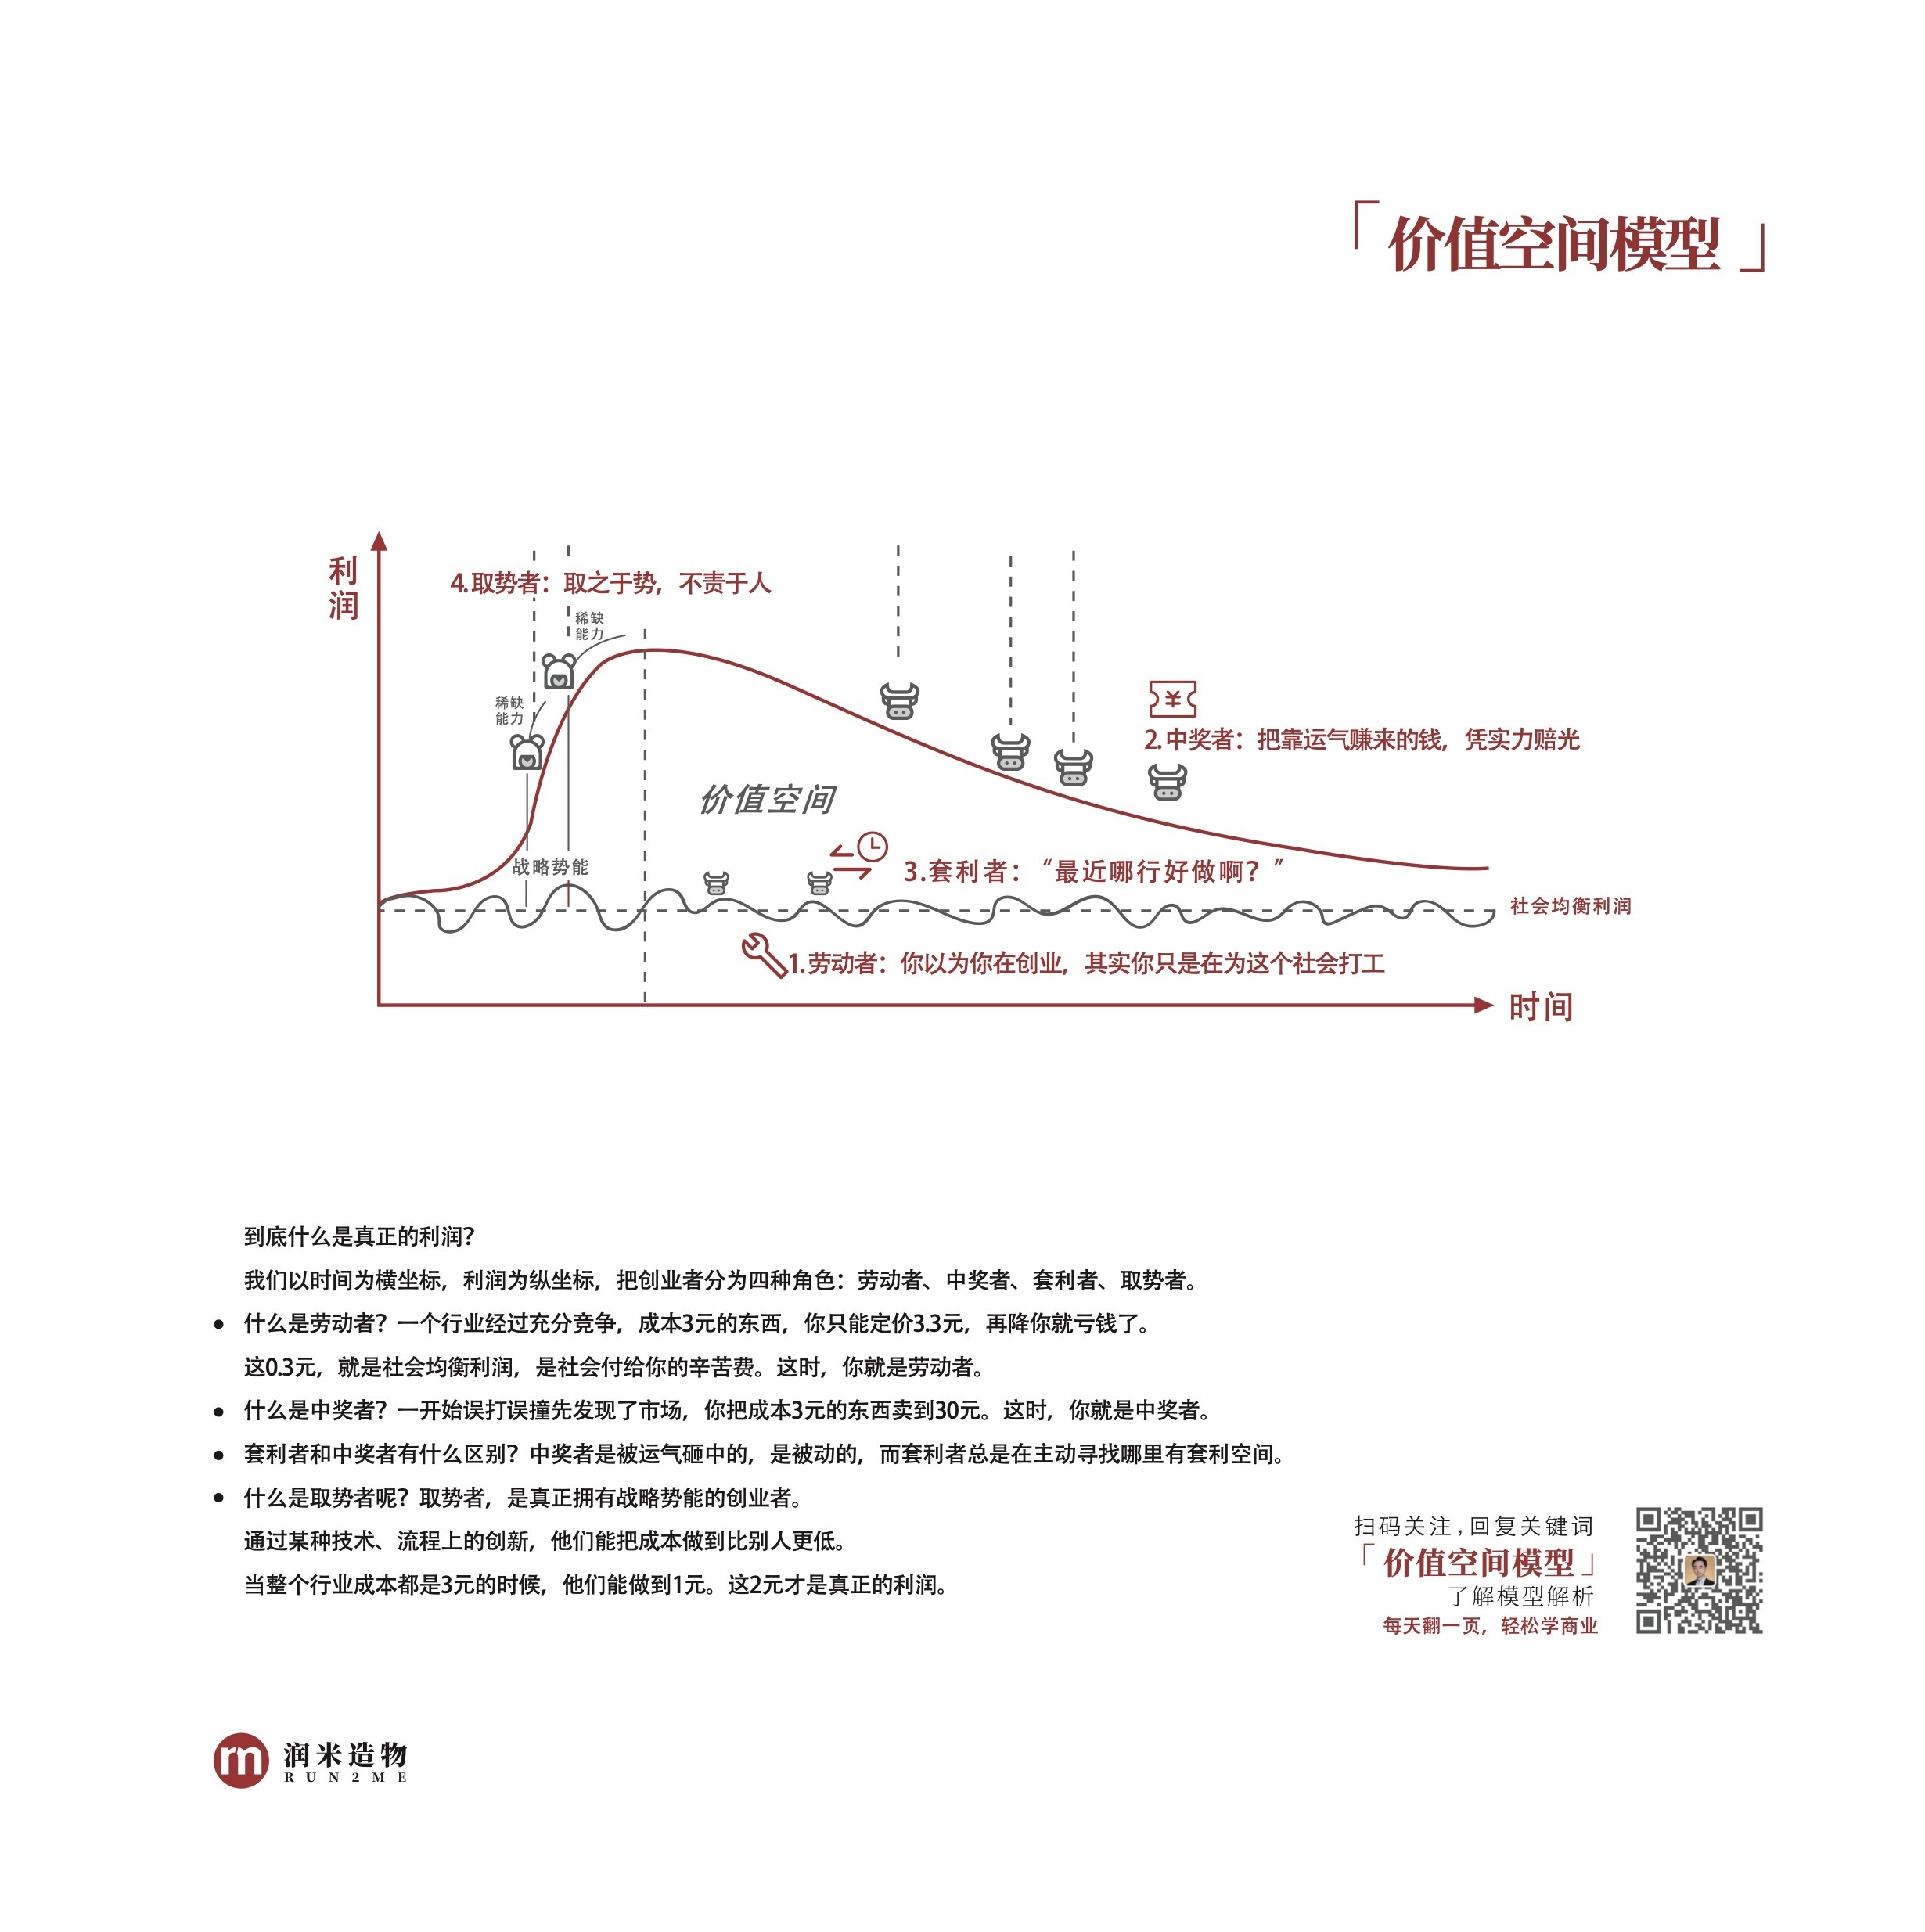 「价值空间模型」
利润
4.取势者：取之于势，不责于人
稀缺
能力
稀缺
能力
2.中奖者：把靠运气赚来的钱，凭实力赔光
价值空间
战略势能
3.套利者：“最近哪行好做啊？”
社会均衡利润
1.劳动者：你以为你在创业，其实你只是在为这个社会打工
时间
到底什么是真正的利润？
我们以时间为横坐标，利润为纵坐标，把创业者分为四种角色：劳动者、中奖者、套利者、取势者。
● 什么是劳动者？一个行业经过充分竞争，成本3元的东西，你只能定价3.3元，再降你就亏钱了。
这0.3元，就是社会均衡利润，是社会付给你的辛苦费。这时，你就是劳动者。
● 什么是中奖者？一开始误打误撞先发现了市场，你把成本3元的东西卖到30元。这时，你就是中奖者。
● 套利者和中奖者有什么区别？中奖者是被运气砸中的，是被动的，而套利者总是在主动寻找哪里有套利空间。
● 什么是取势者呢？取势者，是真正拥有战略势能的创业者。
通过某种技术、流程上的创新，他们能把成本做到比别人更低。
当整个行业成本都是3元的时候，他们能做到1元。这2元才是真正的利润。
扫码关注，回复关键词
「价值空间模型」
了解模型解析
每天翻一页，轻松学商业
润米造物
RUN2ME